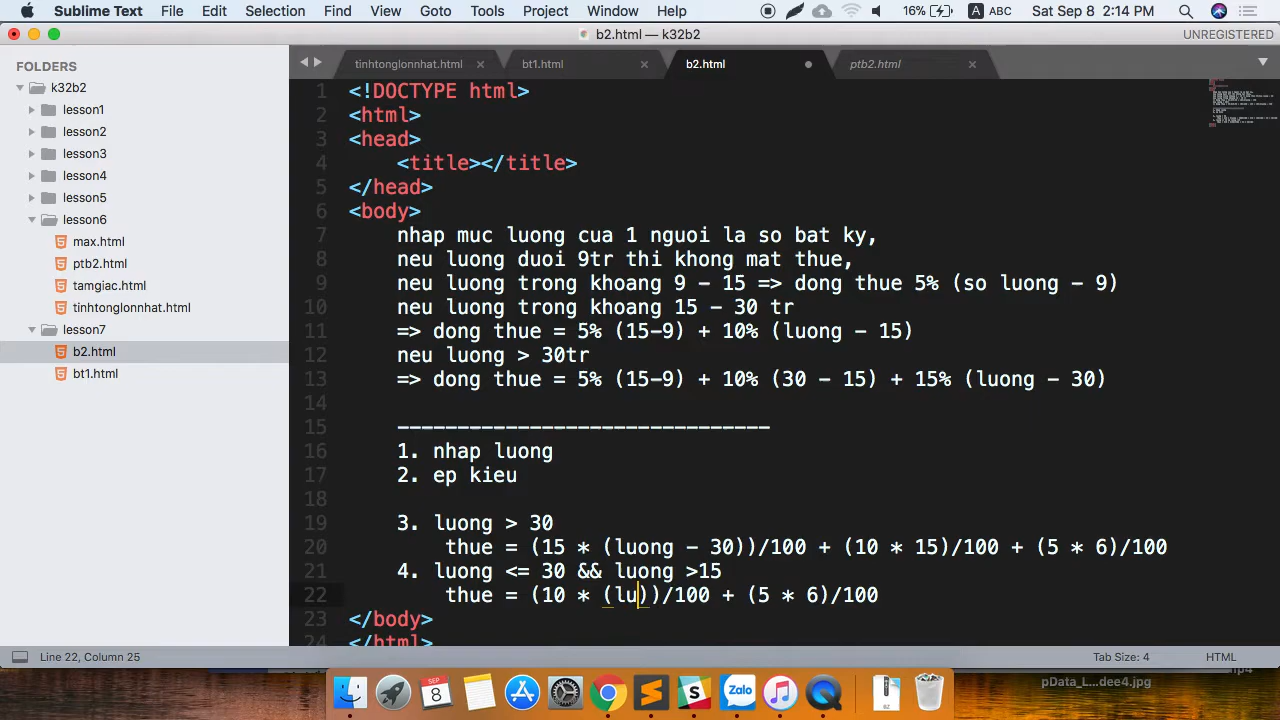 Sublime Text File Edit Selection Find View Goto Tools Project Window Help 16% A ABC Sat Sep 8 2:14 PM
b2.html — k32b2 UNREGISTERED
FOLDERS
k32b2
lesson1
lesson2
lesson3
lesson4
lesson5
lesson6
max.html
ptb2.html
tamgiac.html
tinhtonglonnhat.html
lesson7
b2.html
bt1.html
tinhtonglonnhat.html bt1.html b2.html ptb2.html
1 <!DOCTYPE html>
2 <html>
3 <head>
4 <title></title>
5 </head>
6 <body>
7 nhap muc luong cua 1 nguoi la so bat ky,
8 neu luong duoi 9tr thi khong mat thue,
9 neu luong trong khoang 9 - 15 => dong thue 5% (so luong - 9)
10 neu luong trong khoang 15 - 30 tr
11 => dong thue = 5% (15-9) + 10% (luong - 15)
12 neu luong > 30tr
13 => dong thue = 5% (15-9) + 10% (30 - 15) + 15% (luong - 30)
14
15 -------------------------------
16 1. nhap luong
17 2. ep kieu
18
19 3. luong > 30
20 thue = (15 * (luong - 30))/100 + (10 * 15)/100 + (5 * 6)/100
21 4. luong <= 30 && luong >15
22 thue = (10 * (lu))/100 + (5 * 6)/100
23 </body>
24 </html>
Line 22, Column 25 Tab Size: 4 HTML
SEP
8
S
Zalo
BZ
pData_L...dee4.jpg